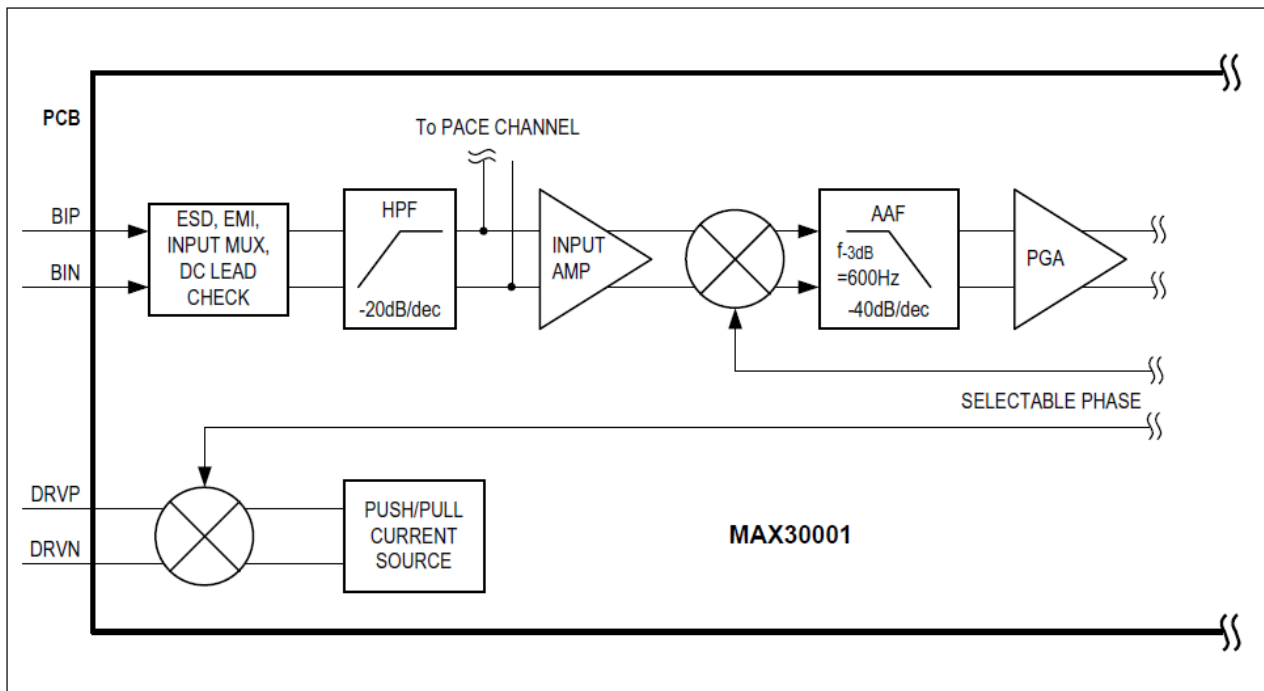 PCB
To PACE CHANNEL
BIP
BIN
ESD, EMI,
INPUT MUX,
DC LEAD
CHECK
HPF
-20dB/dec
INPUT
AMP
AAF
f-3dB
=600Hz
-40dB/dec
PGA
SELECTABLE PHASE
DRVP
DRVN
PUSH/PULL
CURRENT
SOURCE
MAX30001